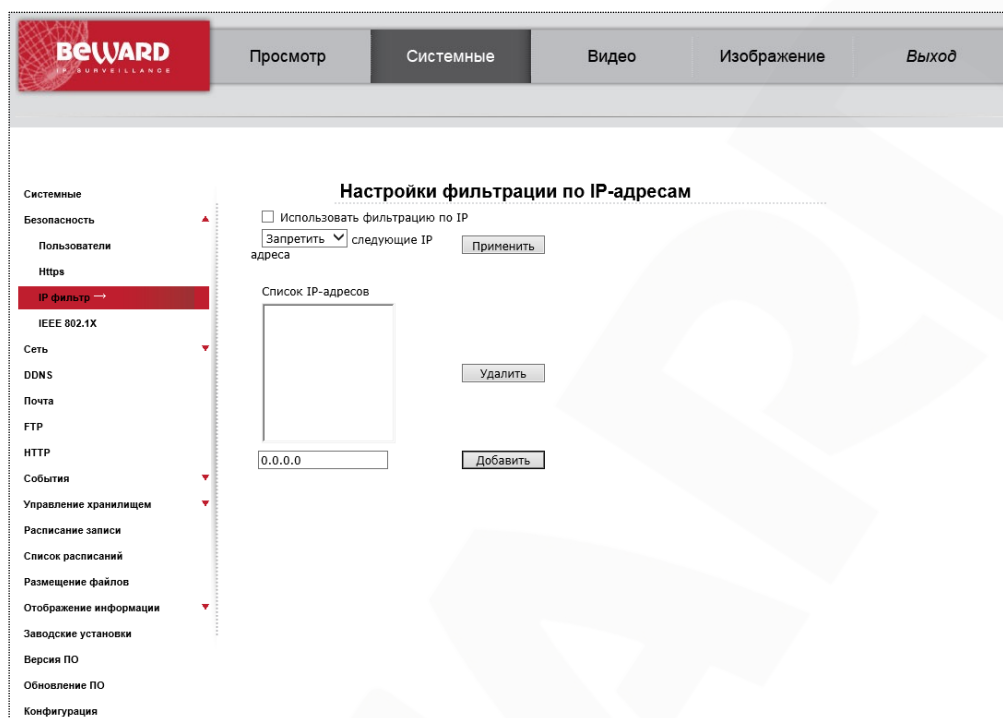 BEWARD
IP SURVEILLANCE
Просмотр
Системные
Видео
Изображение
Выход
Системные
Безопасность
Пользователи
Https
IP фильтр →
IEEE 802.1X
Сеть
DDNS
Почта
FTP
HTTP
События
Управление хранилищем
Расписание записи
Список расписаний
Размещение файлов
Отображение информации
Заводские установки
Версия ПО
Обновление ПО
Конфигурация
Настройки фильтрации по IP-адресам
Использовать фильтрацию по IP
Запретить следующие IP
адреса
Применить
Список IP-адресов
Удалить
0.0.0.0
Добавить